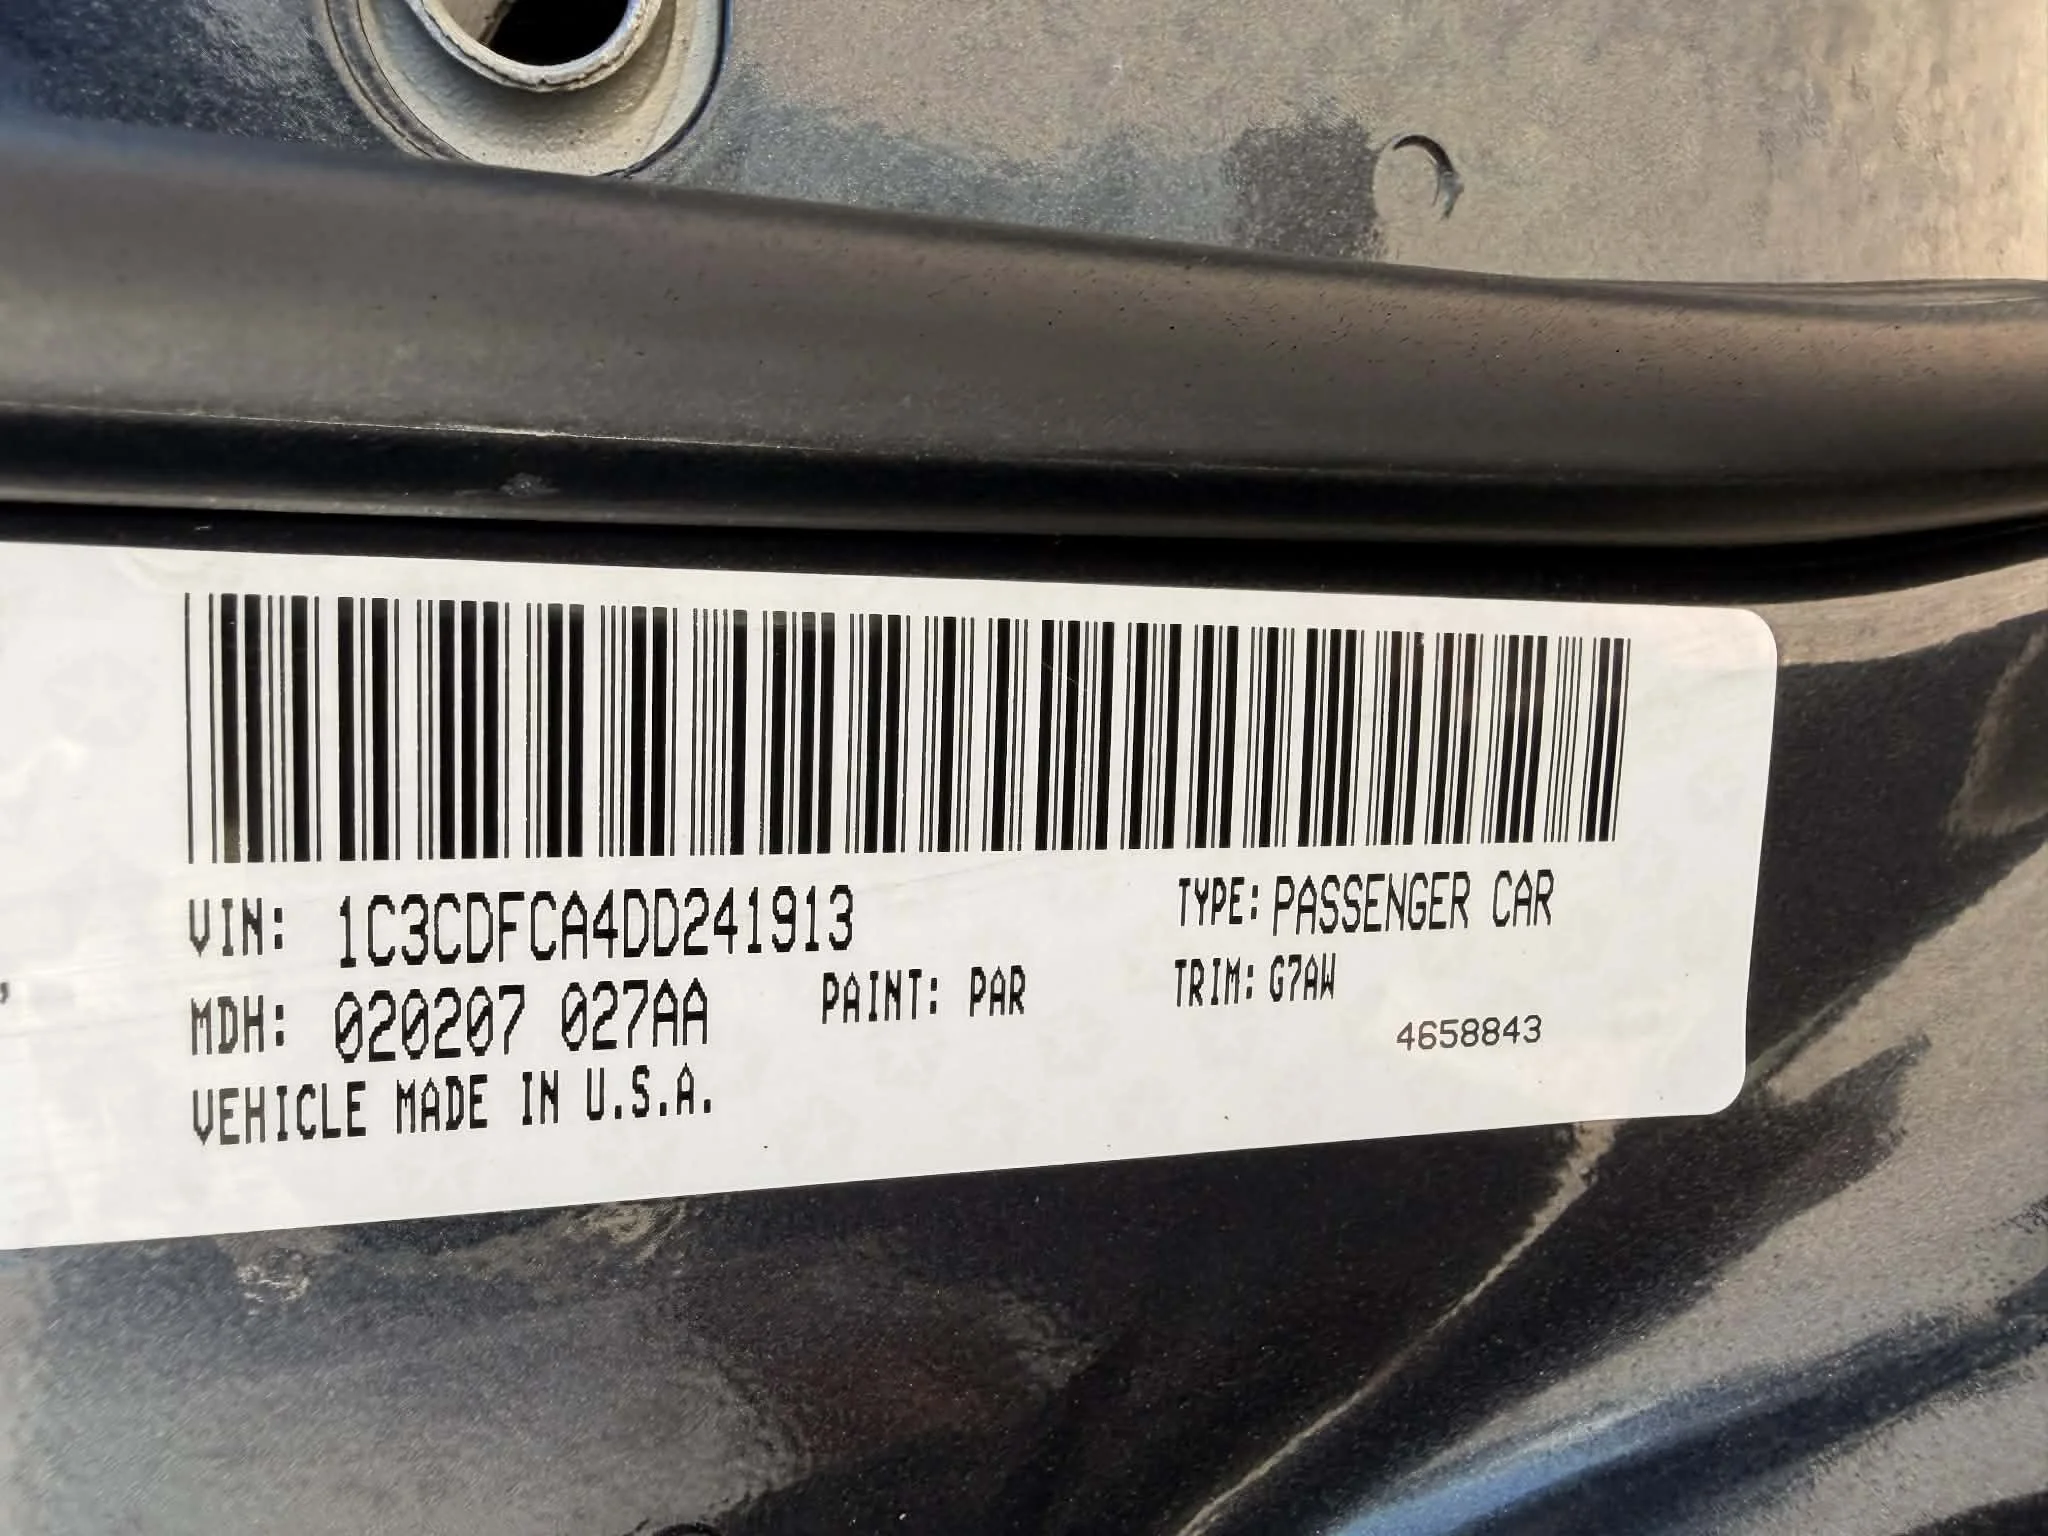 VIN: 1C3CDFCA4DD241913
TYPE: PASSENGER CAR
MDH: 020207 027AA
PAINT: PAR
TRIM: G7AW
4658843
VEHICLE MADE IN U.S.A.